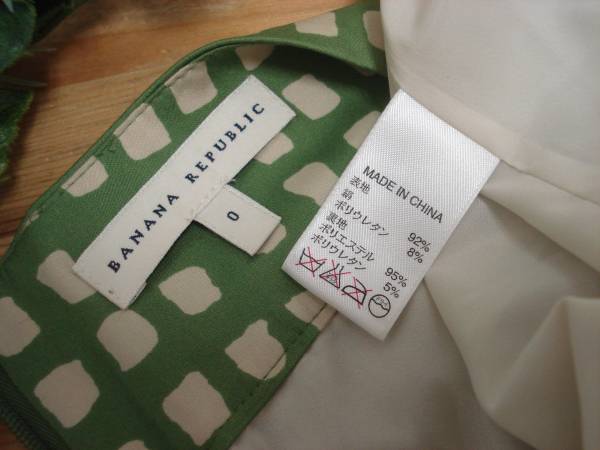 BANANA REPUBLIC
0
MADE IN CHINA
表地
絹 92%
ポリウレタン 8%
裏地
ポリエステル 95%
ポリウレタン 5%